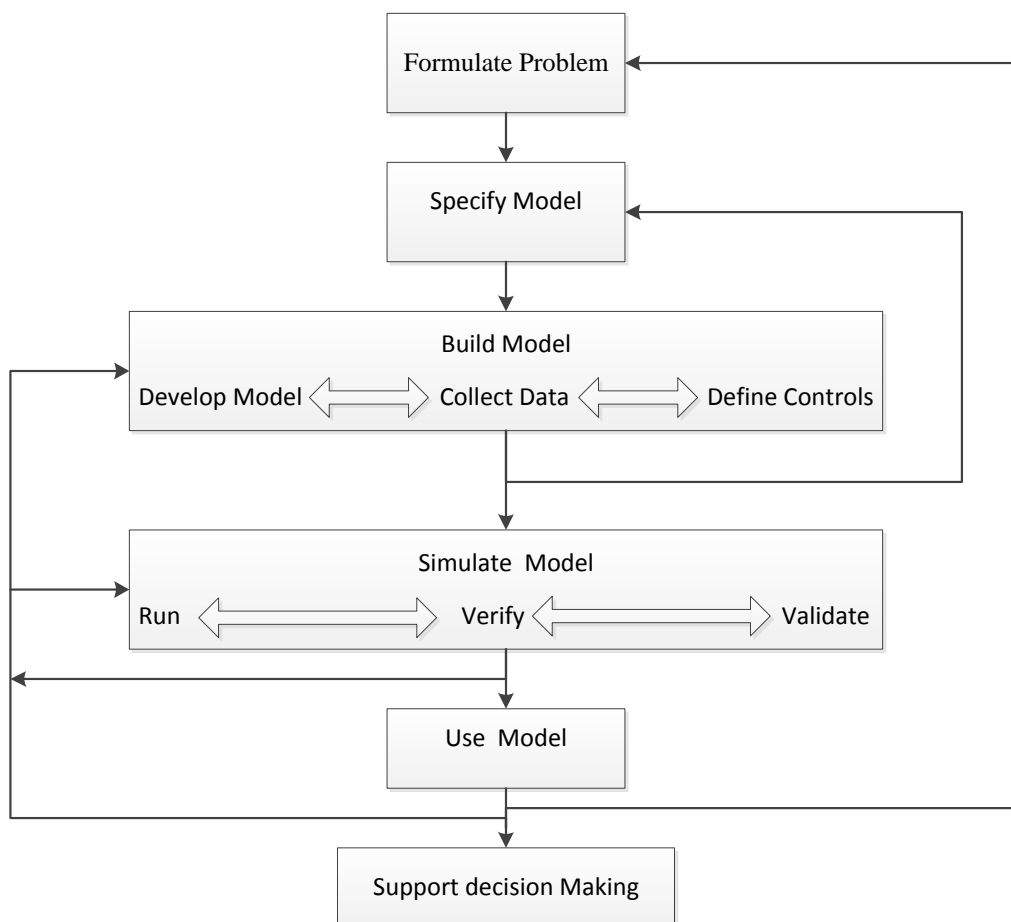 Formulate Problem
Specify Model
Build Model
Develop Model Collect Data Define Controls
Simulate  Model
Run Verify Validate
Use  Model
Support decision Making